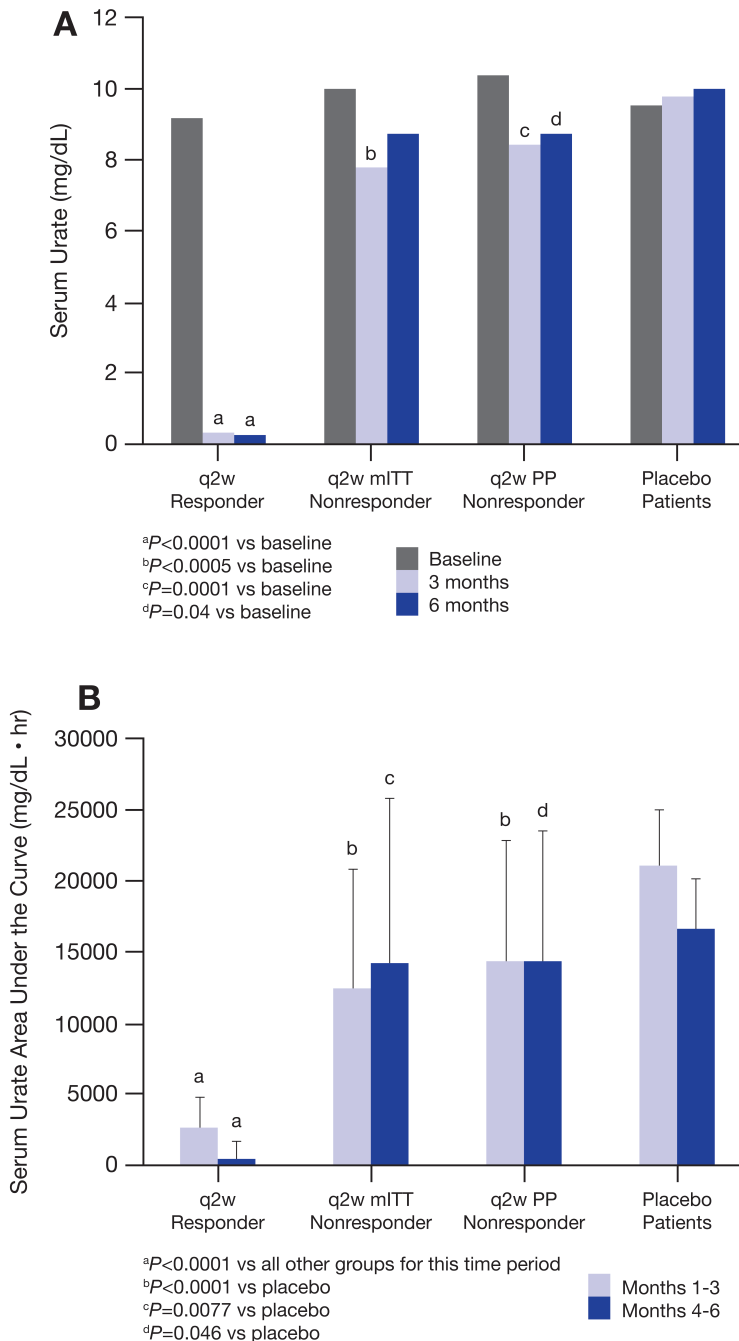 A
12
10
8
6
4
2
0
Serum Urate (mg/dL)
a
a
b
c
d
q2w
Responder
q2w mITT
Nonresponder
q2w PP
Nonresponder
Placebo
Patients
ᵃP<0.0001 vs baseline
ᵇP<0.0005 vs baseline
ᶜP=0.0001 vs baseline
ᵈP=0.04 vs baseline
Baseline
3 months
6 months
B
30000
25000
20000
15000
10000
5000
0
Serum Urate Area Under the Curve (mg/dL • hr)
a
a
b
c
b
d
q2w
Responder
q2w mITT
Nonresponder
q2w PP
Nonresponder
Placebo
Patients
ᵃP<0.0001 vs all other groups for this time period
ᵇP<0.0001 vs placebo
ᶜP=0.0077 vs placebo
ᵈP=0.046 vs placebo
Months 1-3
Months 4-6